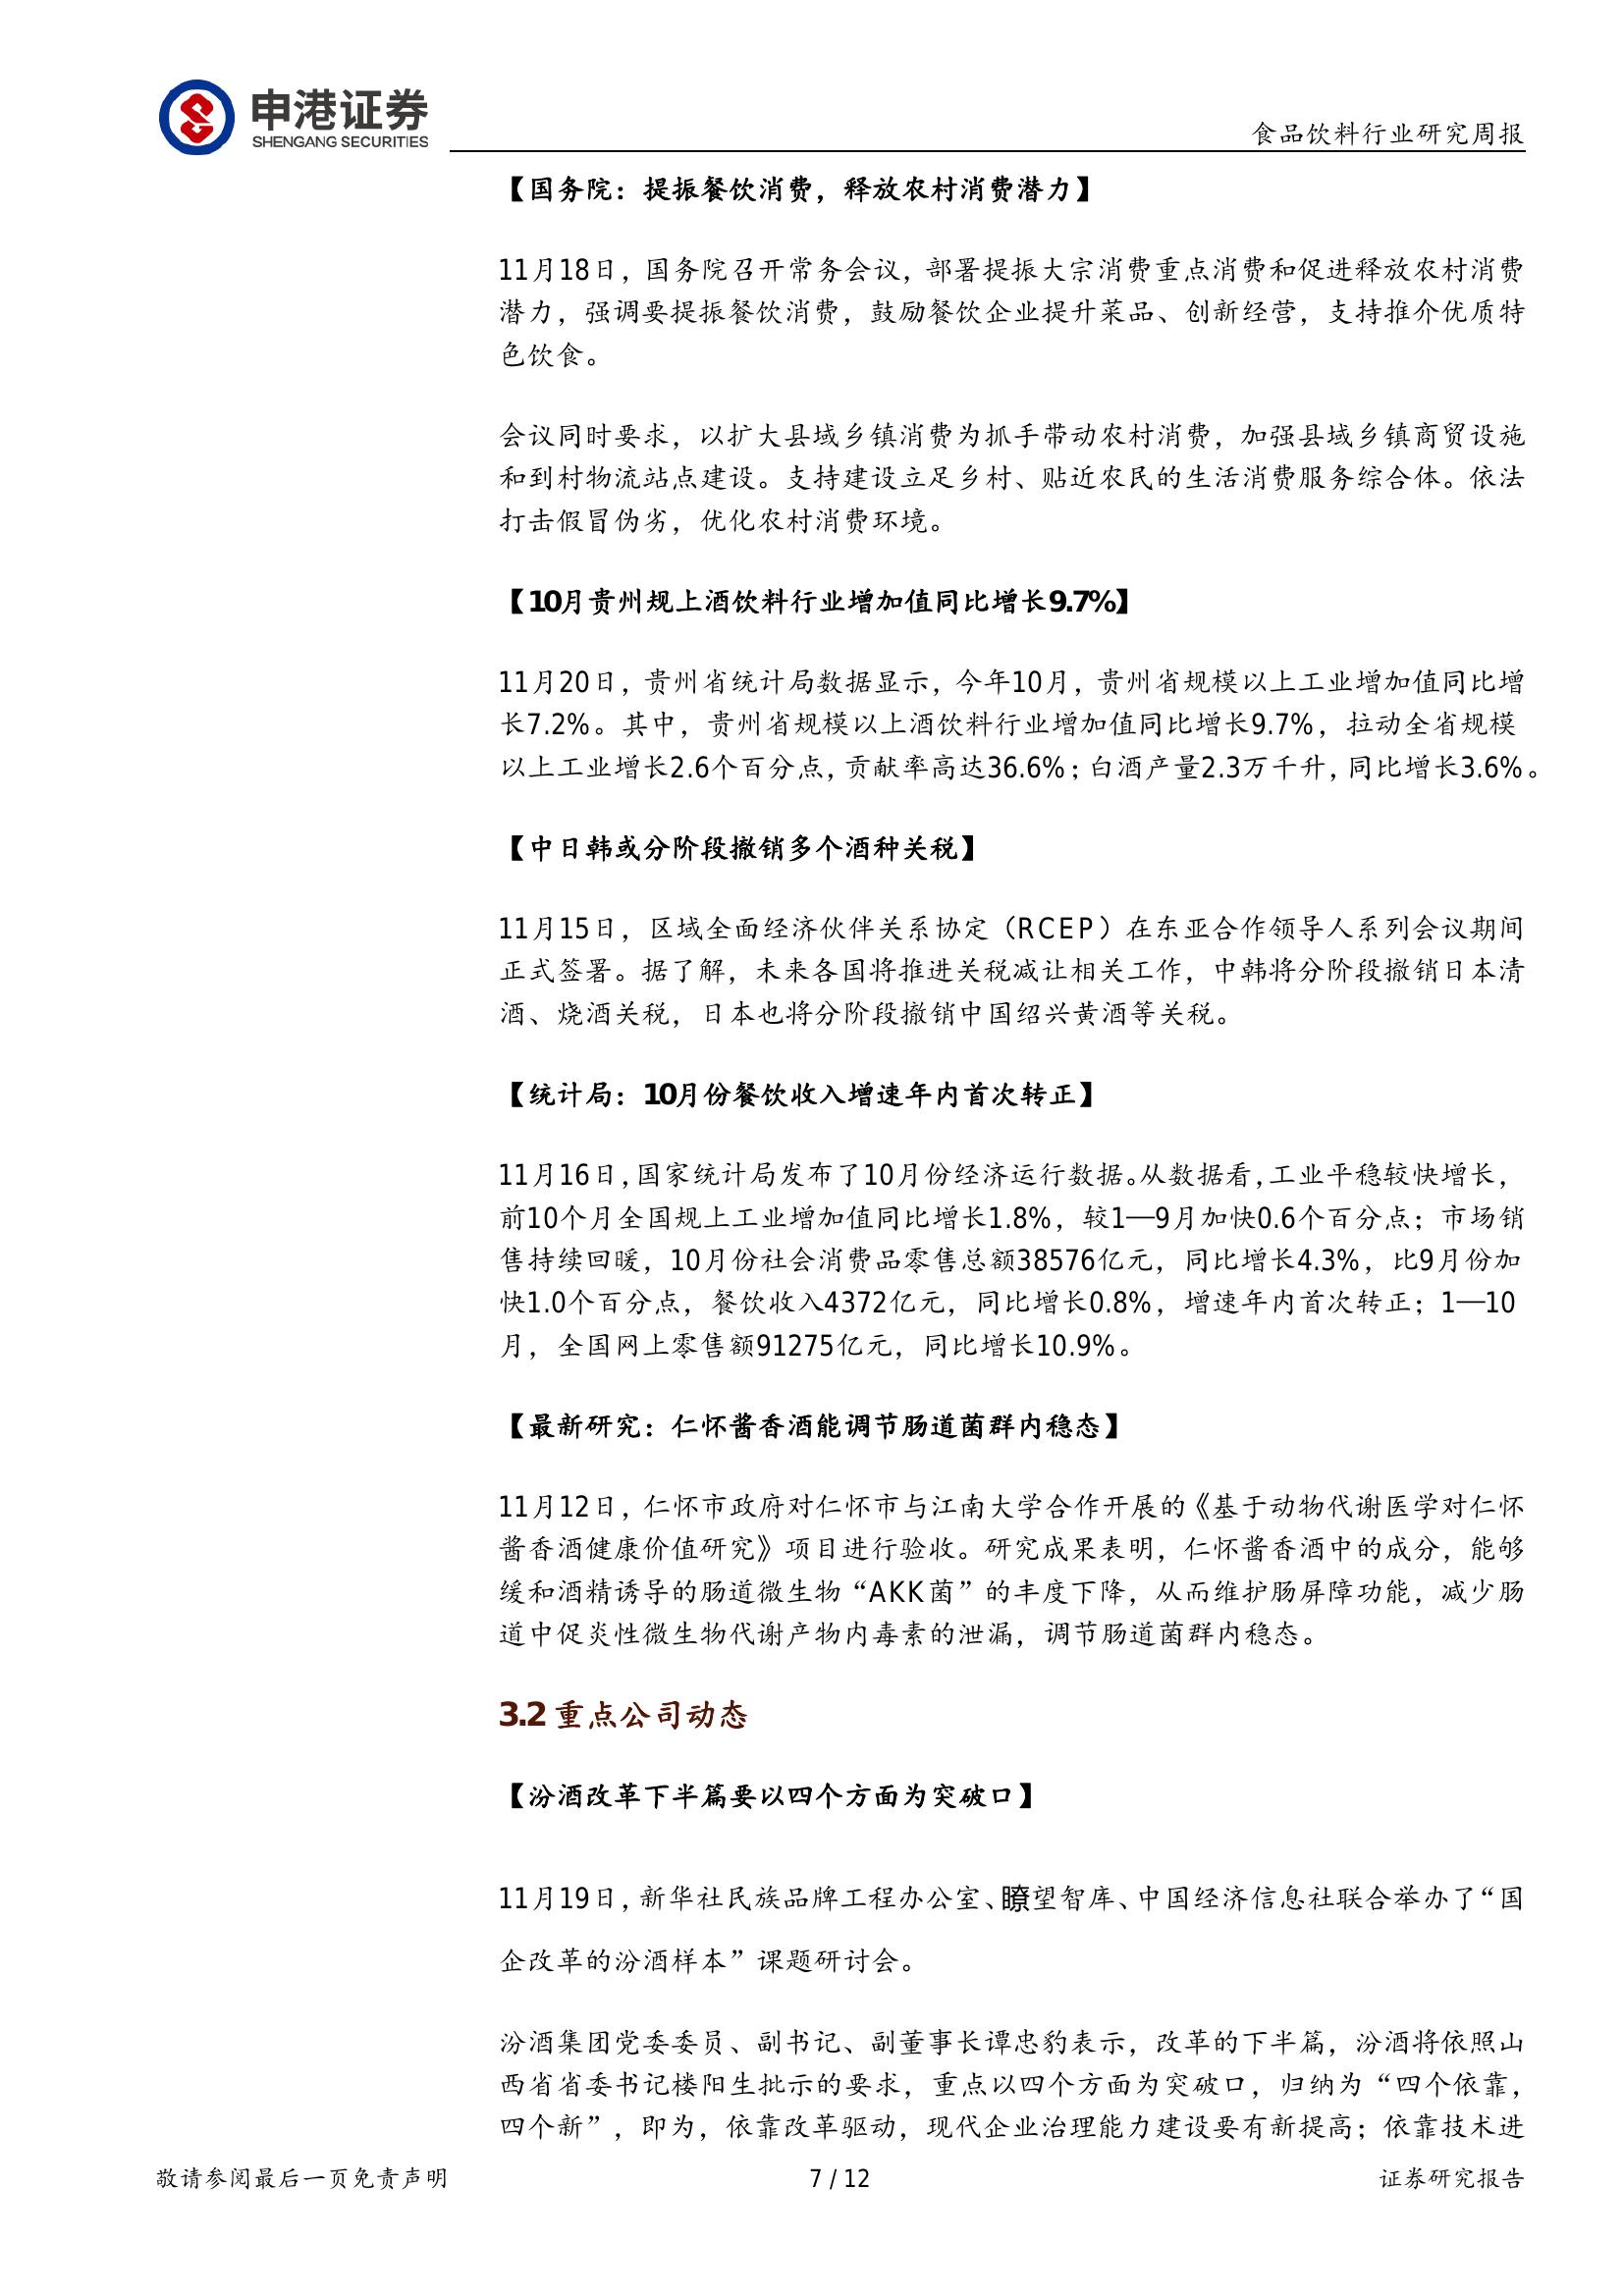 申港证券
SHENGANG SECURITIES
食品饮料行业研究周报
【国务院：提振餐饮消费，释放农村消费潜力】
11月18日，国务院召开常务会议，部署提振大宗消费重点消费和促进释放农村消费
潜力，强调要提振餐饮消费，鼓励餐饮企业提升菜品、创新经营，支持推介优质特
色饮食。
会议同时要求，以扩大县域乡镇消费为抓手带动农村消费，加强县域乡镇商贸设施
和到村物流站点建设。支持建设立足乡村、贴近农民的生活消费服务综合体。依法
打击假冒伪劣，优化农村消费环境。
【10月贵州规上酒饮料行业增加值同比增长9.7%】
11月20日，贵州省统计局数据显示，今年10月，贵州省规模以上工业增加值同比增
长7.2%。其中，贵州省规模以上酒饮料行业增加值同比增长9.7%，拉动全省规模
以上工业增长2.6个百分点，贡献率高达36.6%；白酒产量2.3万千升，同比增长3.6%。
【中日韩或分阶段撤销多个酒种关税】
11月15日，区域全面经济伙伴关系协定（RCEP）在东亚合作领导人系列会议期间
正式签署。据了解，未来各国将推进关税减让相关工作，中韩将分阶段撤销日本清
酒、烧酒关税，日本也将分阶段撤销中国绍兴黄酒等关税。
【统计局：10月份餐饮收入增速年内首次转正】
11月16日，国家统计局发布了10月份经济运行数据。从数据看，工业平稳较快增长，
前10个月全国规上工业增加值同比增长1.8%，较1—9月加快0.6个百分点；市场销
售持续回暖，10月份社会消费品零售总额38576亿元，同比增长4.3%，比9月份加
快1.0个百分点，餐饮收入4372亿元，同比增长0.8%，增速年内首次转正；1—10
月，全国网上零售额91275亿元，同比增长10.9%。
【最新研究：仁怀酱香酒能调节肠道菌群内稳态】
11月12日，仁怀市政府对仁怀市与江南大学合作开展的《基于动物代谢医学对仁怀
酱香酒健康价值研究》项目进行验收。研究成果表明，仁怀酱香酒中的成分，能够
缓和酒精诱导的肠道微生物“AKK菌”的丰度下降，从而维护肠屏障功能，减少肠
道中促炎性微生物代谢产物内毒素的泄漏，调节肠道菌群内稳态。
3.2 重点公司动态
【汾酒改革下半篇要以四个方面为突破口】
11月19日，新华社民族品牌工程办公室、瞭望智库、中国经济信息社联合举办了“国
企改革的汾酒样本”课题研讨会。
汾酒集团党委委员、副书记、副董事长谭忠豹表示，改革的下半篇，汾酒将依照山
西省省委书记楼阳生批示的要求，重点以四个方面为突破口，归纳为“四个依靠，
四个新”，即为，依靠改革驱动，现代企业治理能力建设要有新提高；依靠技术进
敬请参阅最后一页免责声明
7 / 12
证券研究报告